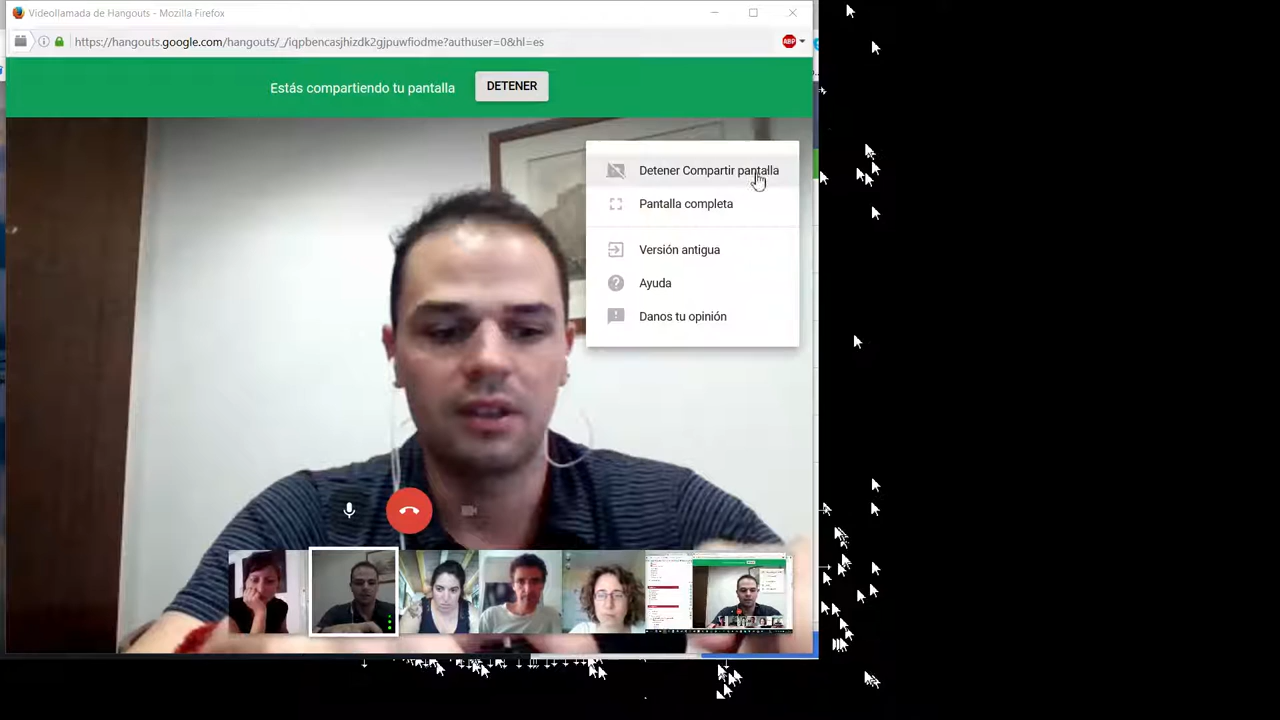 Videollamada de Hangouts - Mozilla Firefox
https://hangouts.google.com/hangouts/_/iqpbencasjhizdk2gjpuwfiodme?authuser=0&hl=es
ABP
Estás compartiendo tu pantalla
DETENER
Detener Compartir pantalla
Pantalla completa
Versión antigua
Ayuda
Danos tu opinión